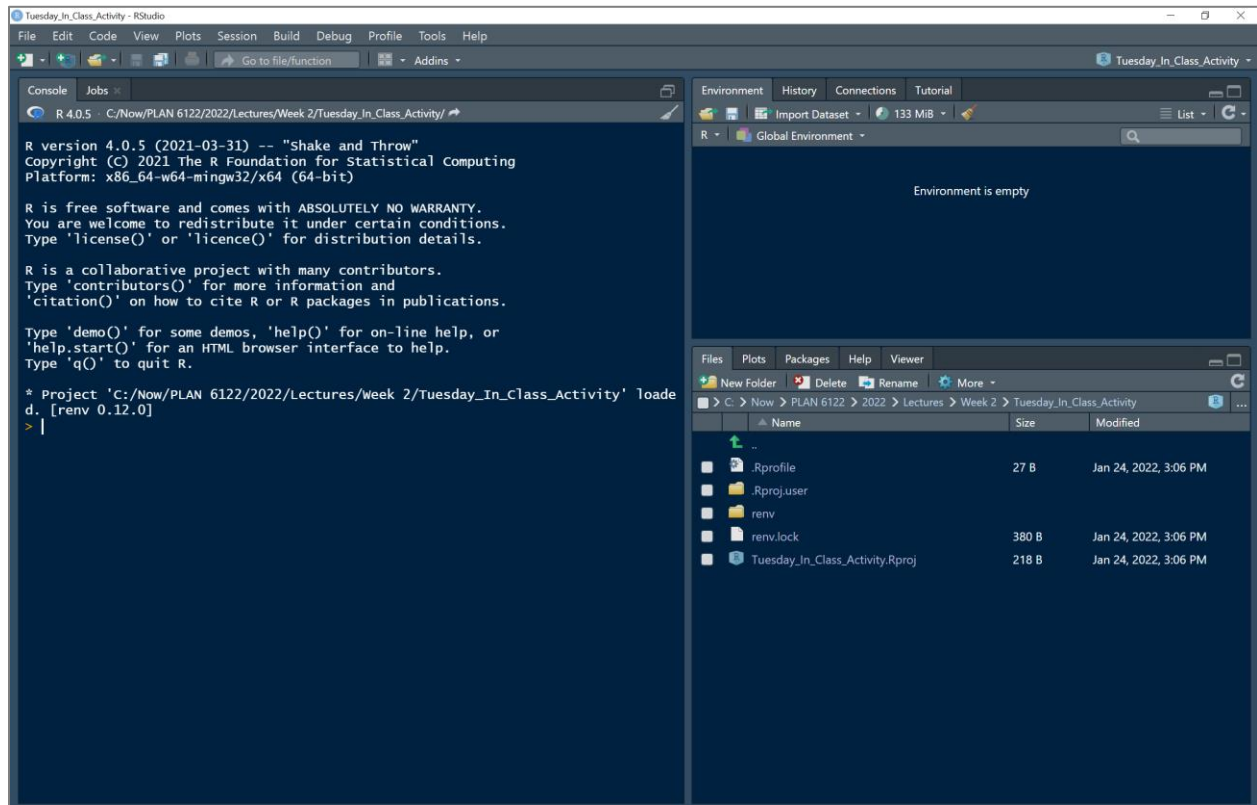 Tuesday_In_Class_Activity - RStudio
File Edit Code View Plots Session Build Debug Profile Tools Help
Go to file/function Addins Tuesday_In_Class_Activity
Console Jobs
R 4.0.5 · C:/Now/PLAN 6122/2022/Lectures/Week 2/Tuesday_In_Class_Activity/
R version 4.0.5 (2021-03-31) -- "Shake and Throw"
Copyright (C) 2021 The R Foundation for Statistical Computing
Platform: x86_64-w64-mingw32/x64 (64-bit)
R is free software and comes with ABSOLUTELY NO WARRANTY.
You are welcome to redistribute it under certain conditions.
Type 'license()' or 'licence()' for distribution details.
R is a collaborative project with many contributors.
Type 'contributors()' for more information and
'citation()' on how to cite R or R packages in publications.
Type 'demo()' for some demos, 'help()' for on-line help, or
'help.start()' for an HTML browser interface to help.
Type 'q()' to quit R.
* Project 'C:/Now/PLAN 6122/2022/Lectures/Week 2/Tuesday_In_Class_Activity' loade
d. [renv 0.12.0]
>
Environment History Connections Tutorial
Import Dataset 133 MiB List
R Global Environment
Environment is empty
Files Plots Packages Help Viewer
New Folder Delete Rename More
C: > Now > PLAN 6122 > 2022 > Lectures > Week 2 > Tuesday_In_Class_Activity ...
Name Size Modified
..
.Rprofile 27 B Jan 24, 2022, 3:06 PM
.Rproj.user
renv
renv.lock 380 B Jan 24, 2022, 3:06 PM
Tuesday_In_Class_Activity.Rproj 218 B Jan 24, 2022, 3:06 PM